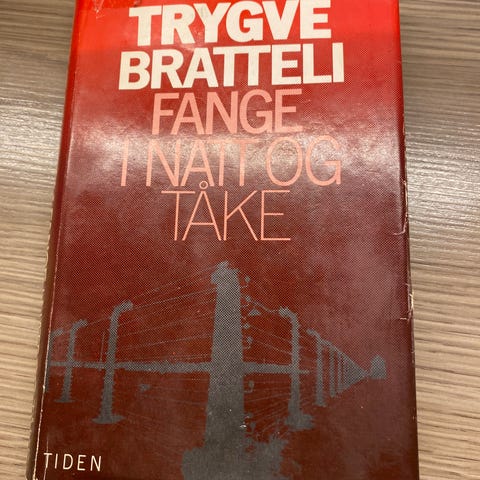 TRYGVE
BRATTELI
FANGE
I NATT OG
TÅKE
TIDEN